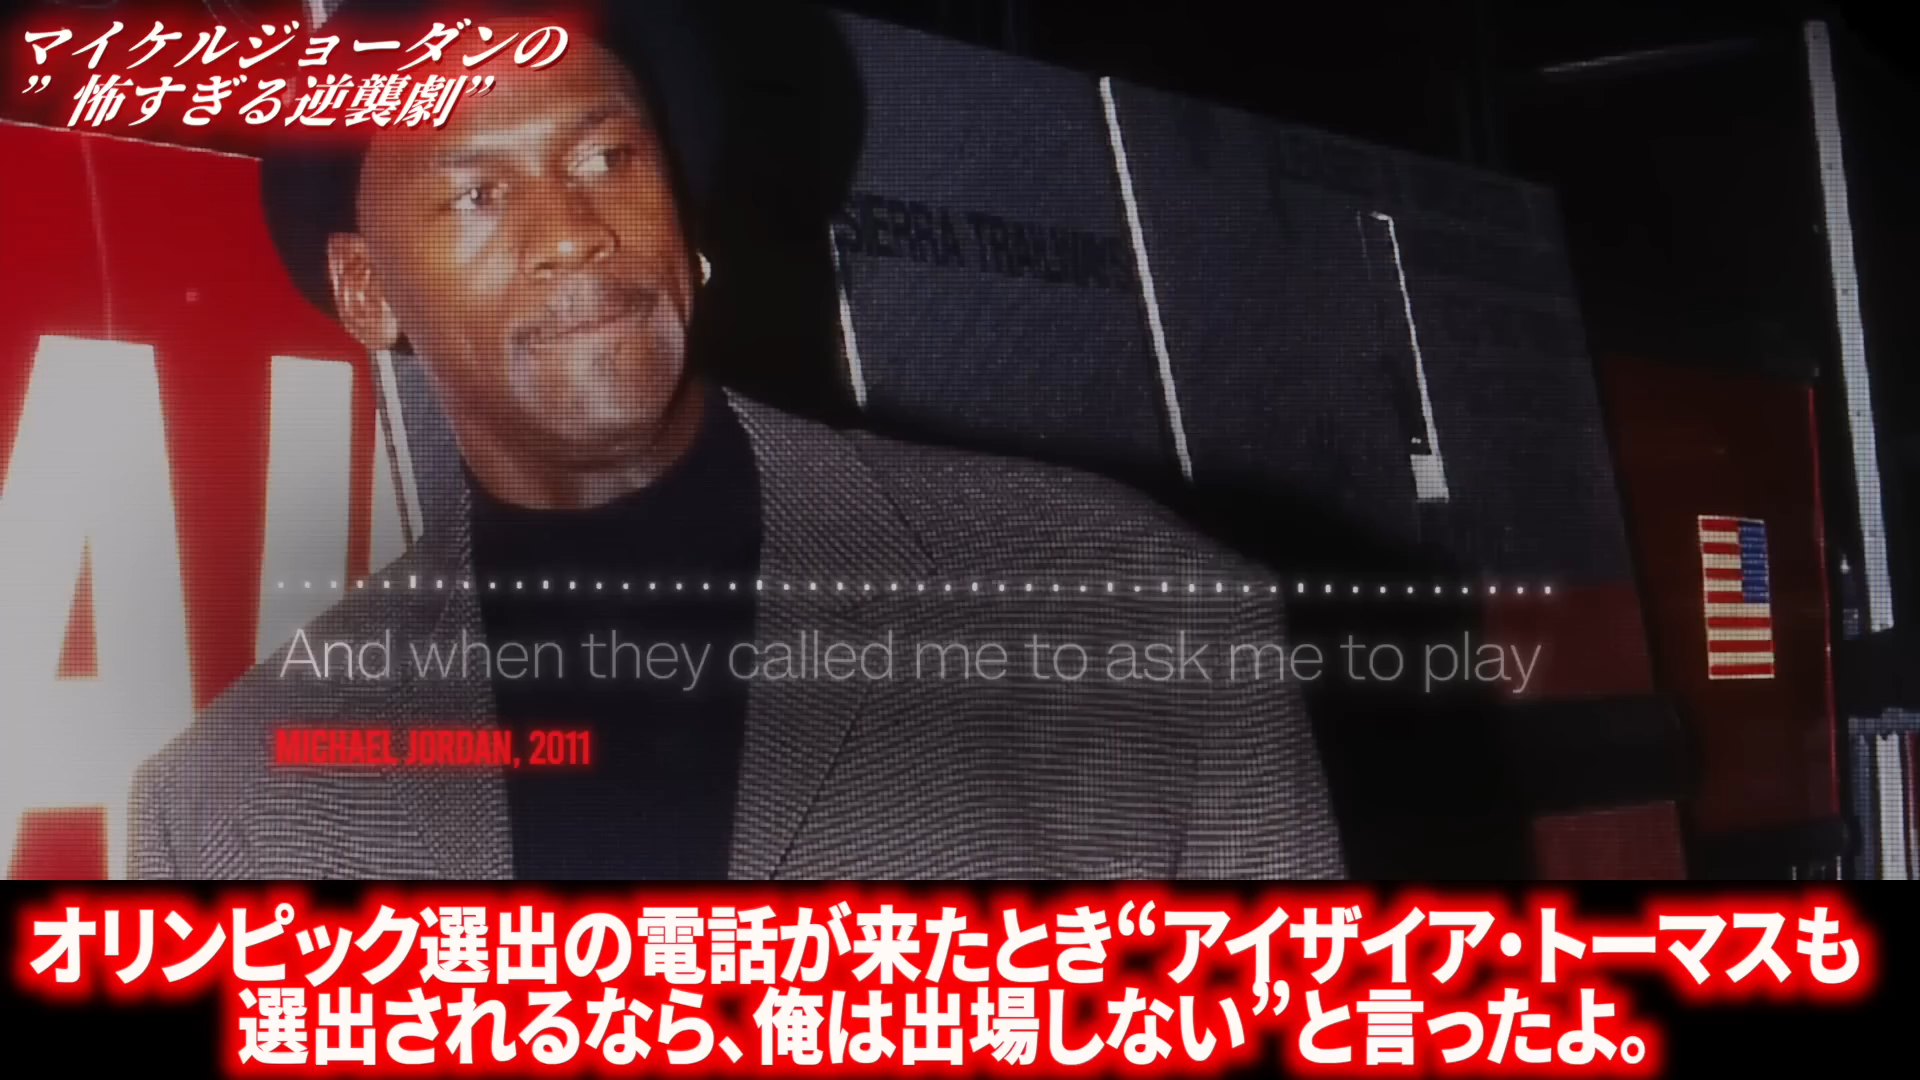 マイケルジョーダンの
”怖すぎる逆襲劇”
SIERRA
And when they called me to ask me to play
MICHAEL JORDAN, 2011
オリンピック選出の電話が来たとき“アイザイア・トーマスも
選出されるなら、俺は出場しない”と言ったよ。